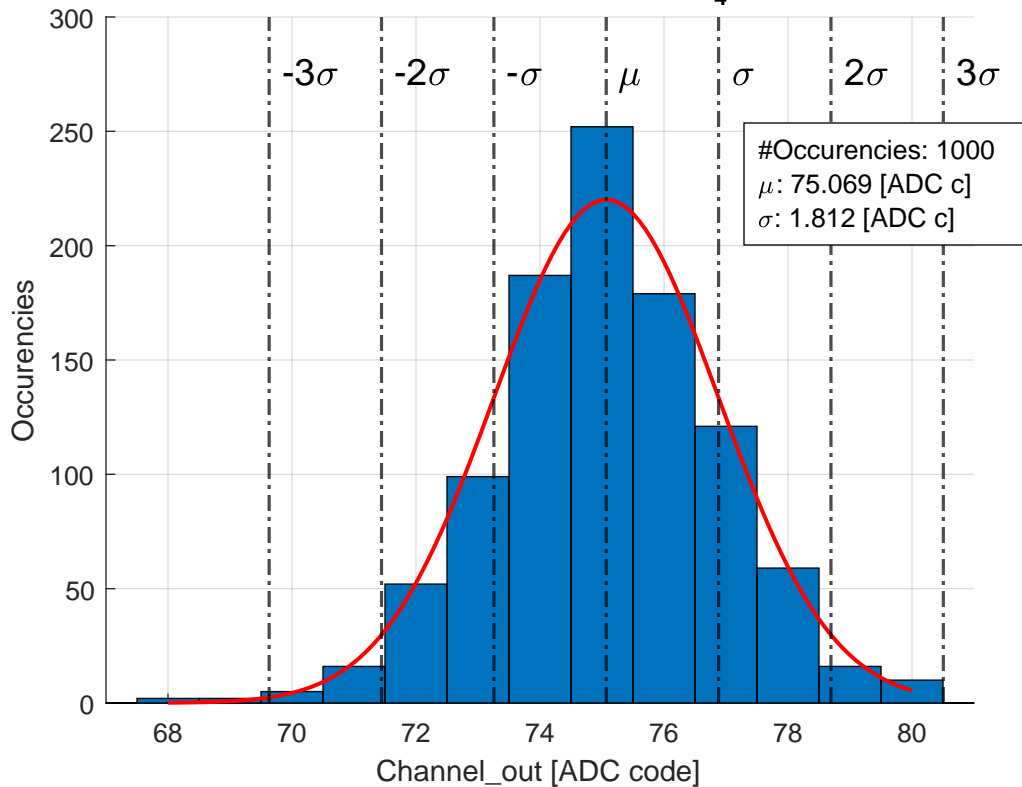 4
300
250
200
150
100
50
0
-3σ
-2σ
-σ
μ
σ
2σ
3σ
#Occurencies: 1000
μ: 75.069 [ADC c]
σ: 1.812 [ADC c]
Occurencies
68
70
72
74
76
78
80
Channel_out [ADC code]